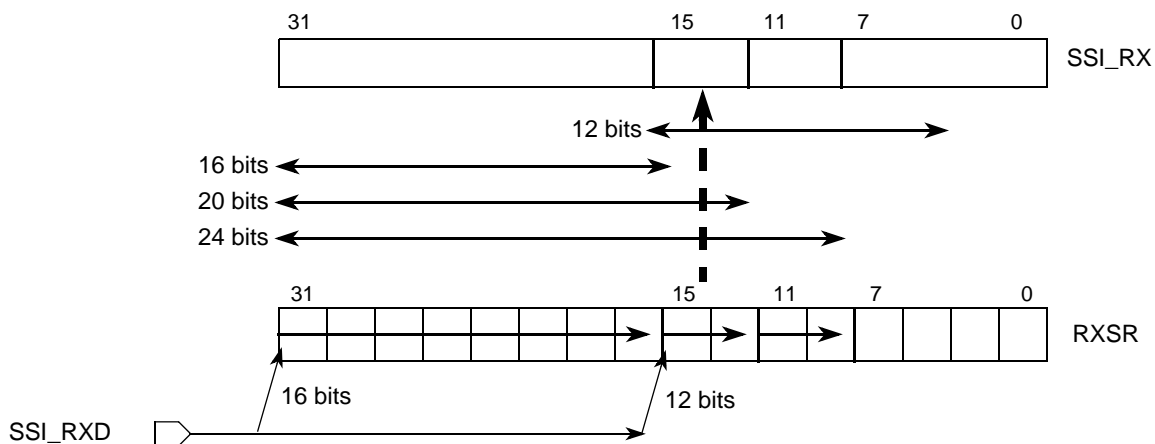 31 15 11 7 0
SSI_RX
12 bits
16 bits
20 bits
24 bits
31 15 11 7 0
RXSR
16 bits 12 bits
SSI_RXD